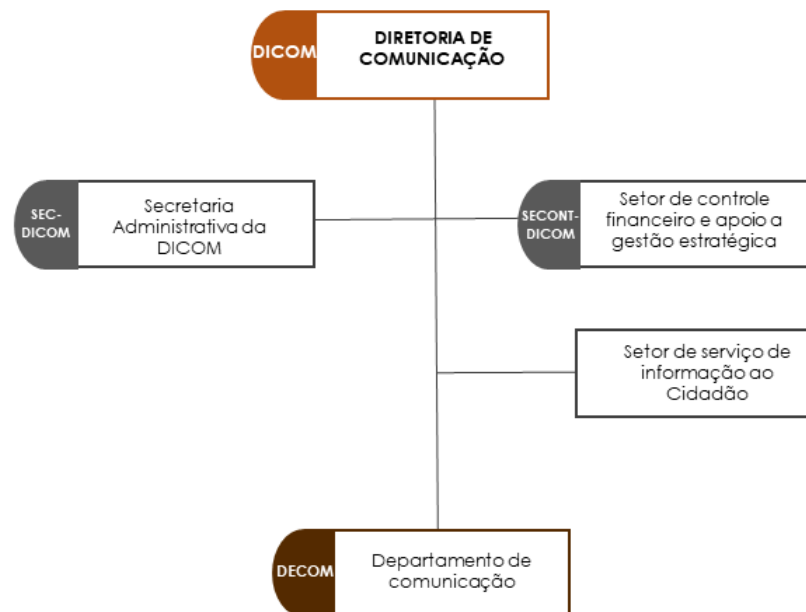 DICOM
DIRETORIA DE
COMUNICAÇÃO
SEC-
DICOM
Secretaria
Administrativa da
DICOM
SECONT-
DICOM
Setor de controle
financeiro e apoio a
gestão estratégica
Setor de serviço de
informação ao
Cidadão
DECOM
Departamento de
comunicação